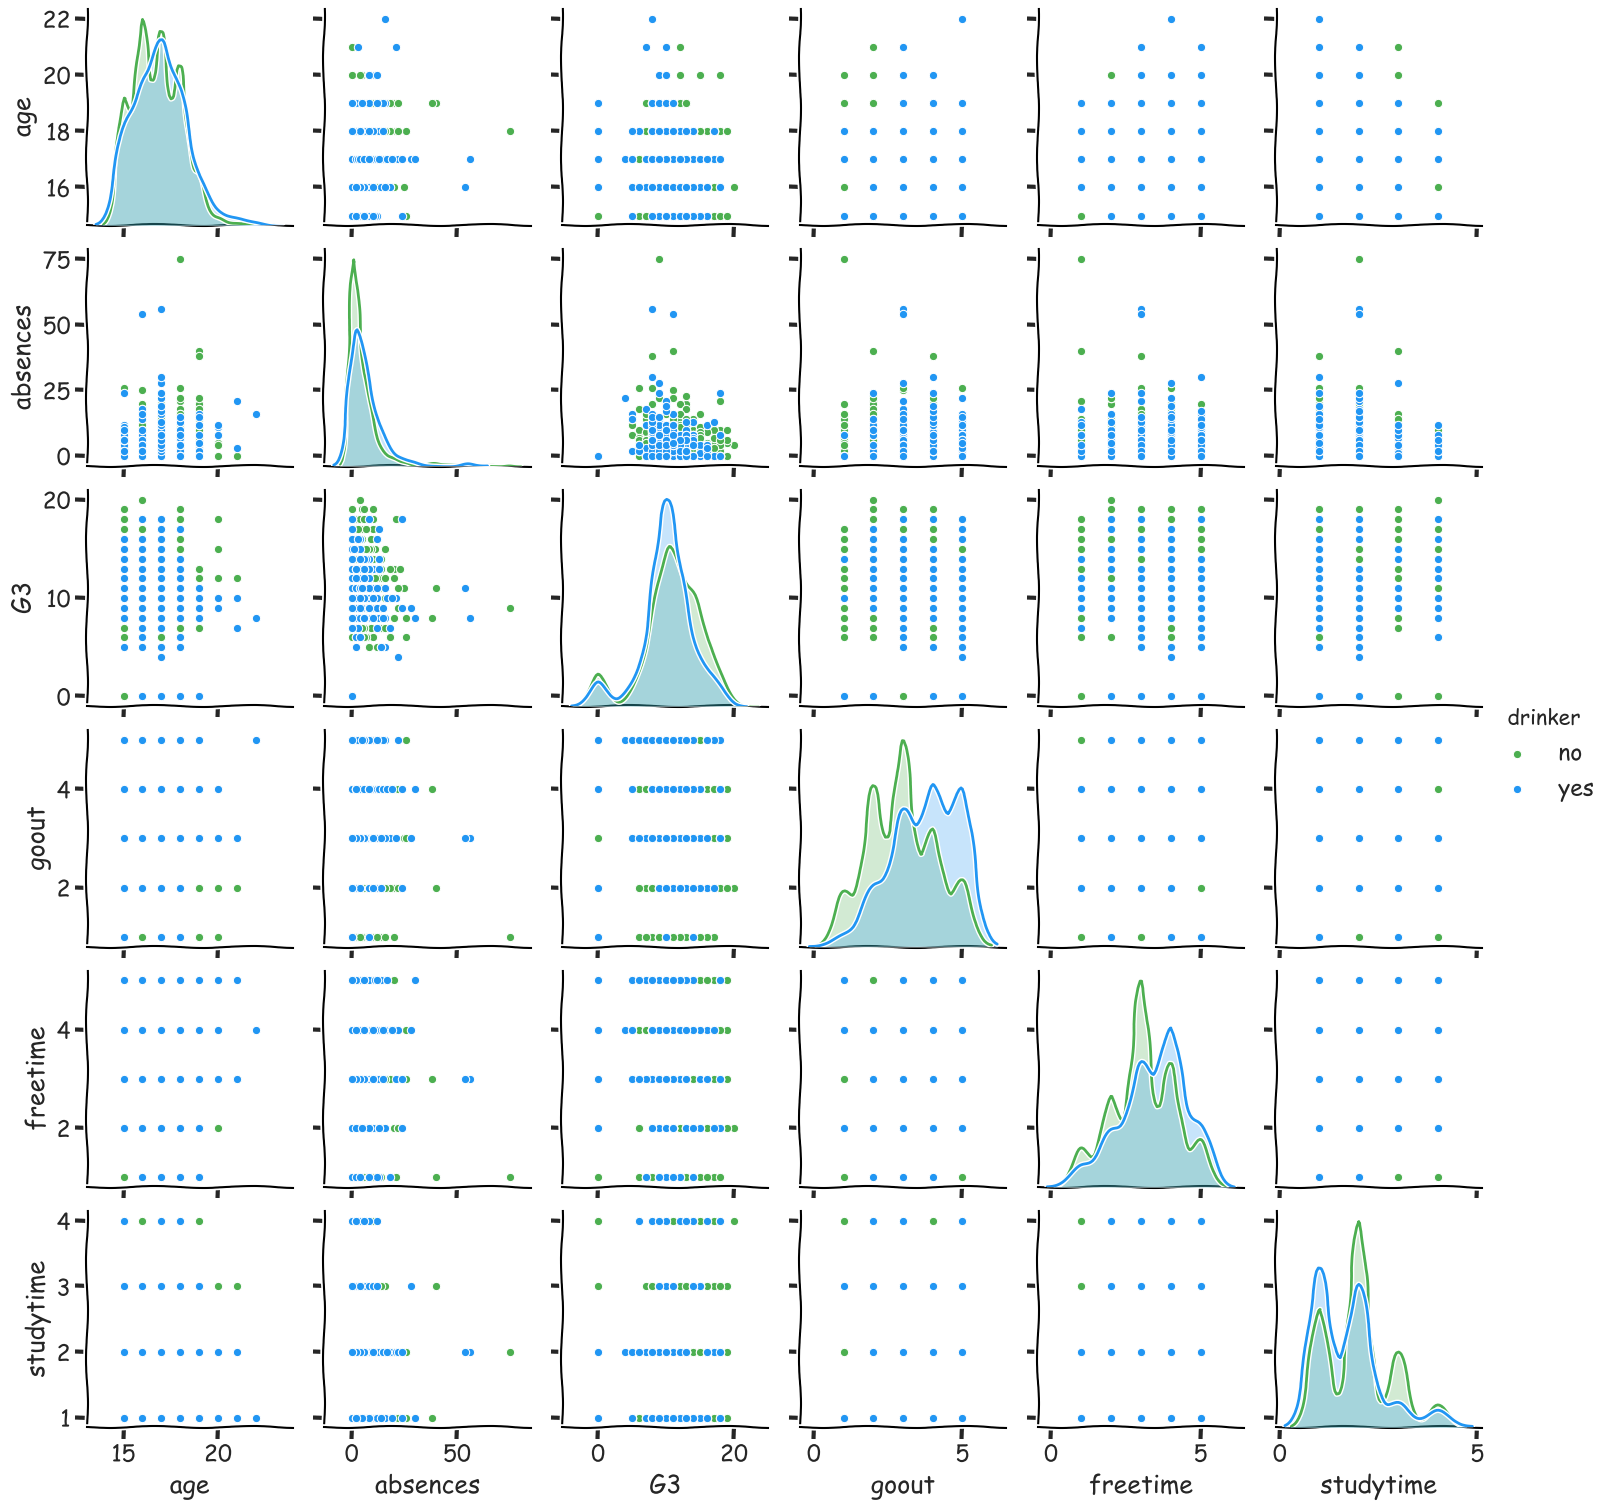 22
20
18
16
age
75
50
25
0
absences
20
10
0
G3
4
2
goout
drinker
no
yes
4
2
freetime
4
3
2
1
studytime
15 20 0 50 0 20 0 5 0 5 0 5
age absences G3 goout freetime studytime